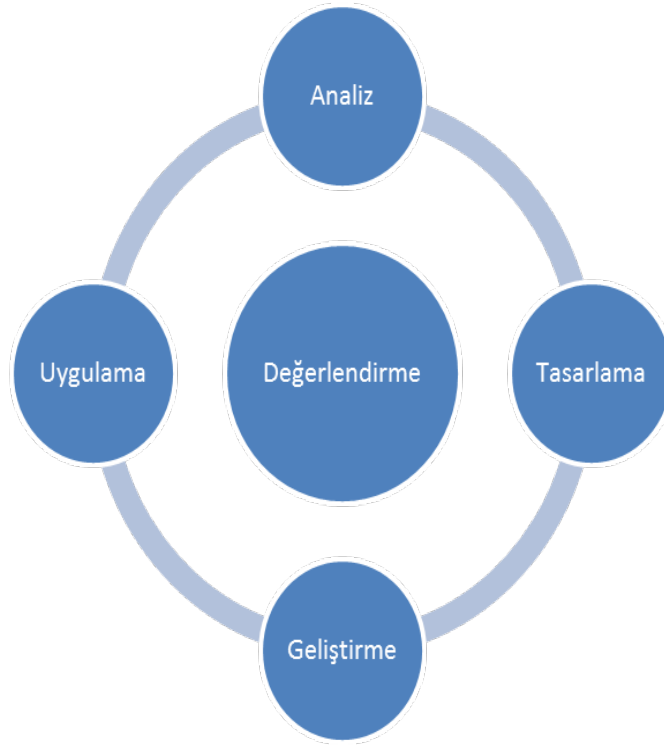 Analiz
Uygulama
Değerlendirme
Tasarlama
Geliştirme